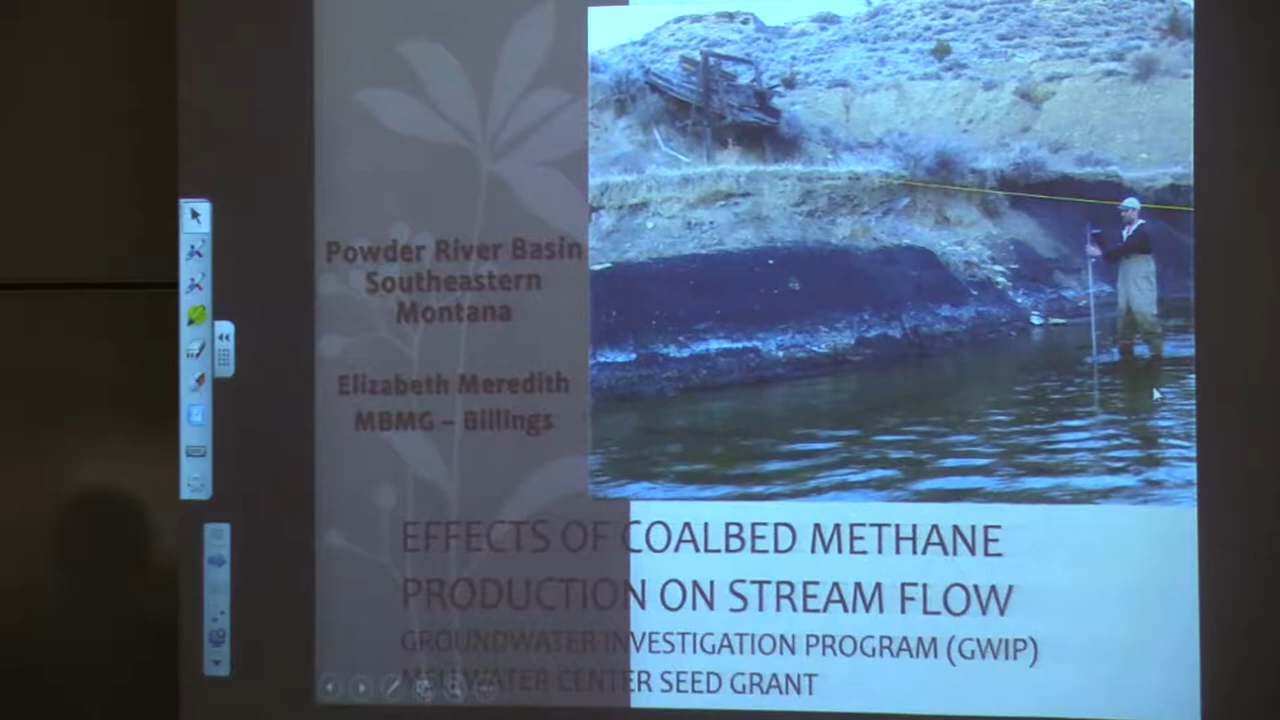 Powder River Basin
Southeastern
Montana
Elizabeth Meredith
MBMG – Billings
EFFECTS OF COALBED METHANE
PRODUCTION ON STREAM FLOW
GROUNDWATER INVESTIGATION PROGRAM (GWIP)
WATER CENTER SEED GRANT